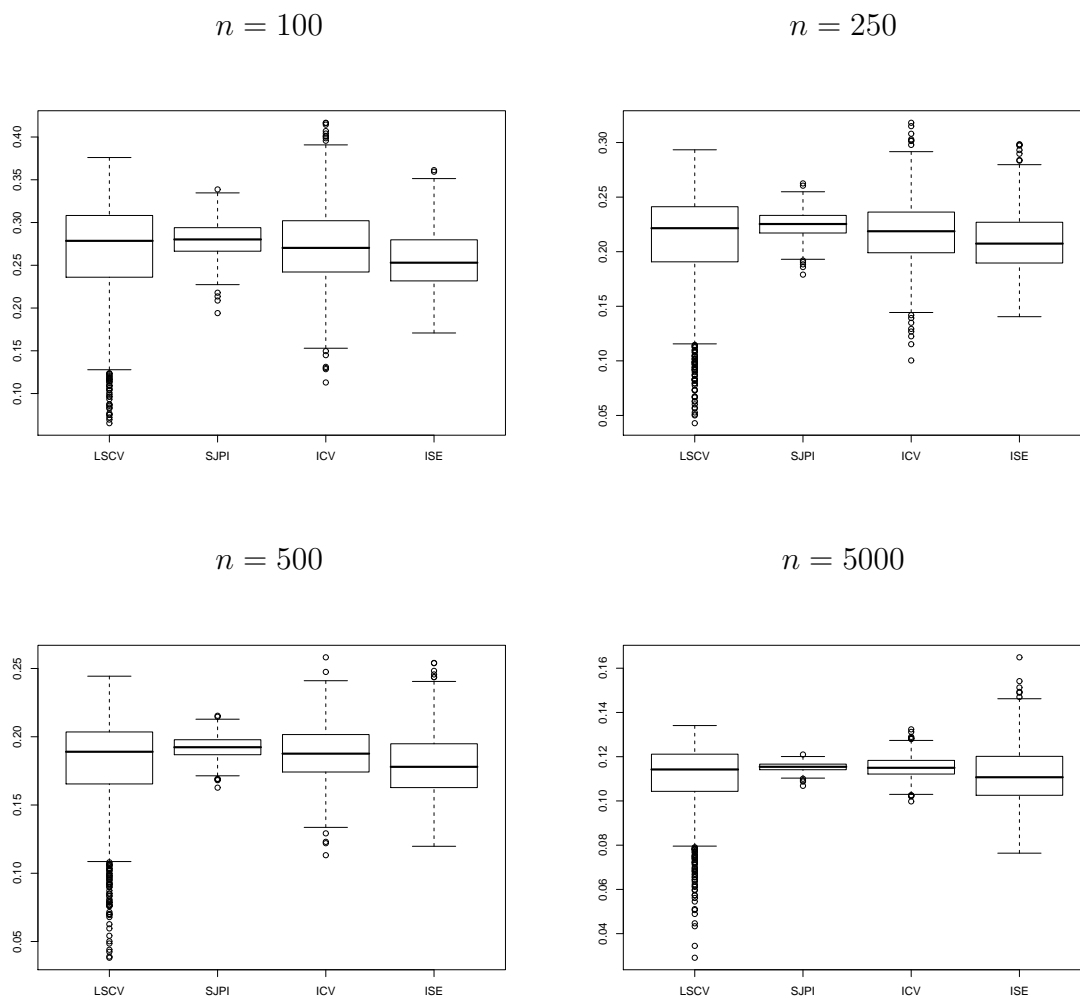 n = 100
n = 250
0.10 0.15 0.20 0.25 0.30 0.35 0.40
LSCV SJPI ICV ISE
0.05 0.10 0.15 0.20 0.25 0.30
LSCV SJPI ICV ISE
n = 500
n = 5000
0.05 0.10 0.15 0.20 0.25
LSCV SJPI ICV ISE
0.04 0.06 0.08 0.10 0.12 0.14 0.16
LSCV SJPI ICV ISE